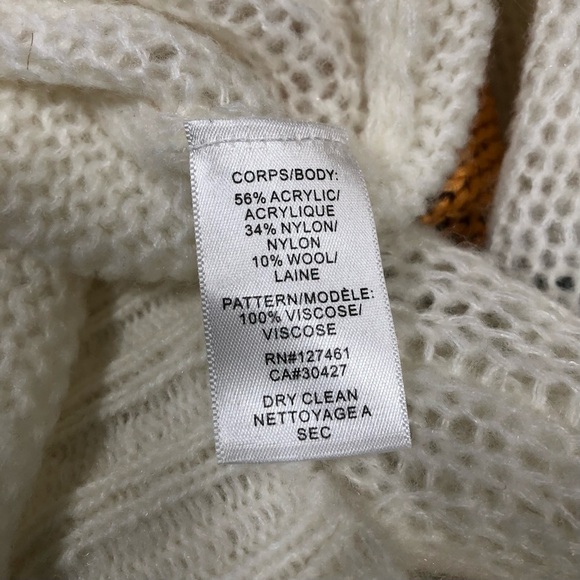 CORPS/BODY:
56% ACRYLIC/
ACRYLIQUE
34% NYLON/
NYLON
10% WOOL/
LAINE
PATTERN/MODÈLE:
100% VISCOSE/
VISCOSE
RN#127461
CA#30427
DRY CLEAN
NETTOYAGE A
SEC